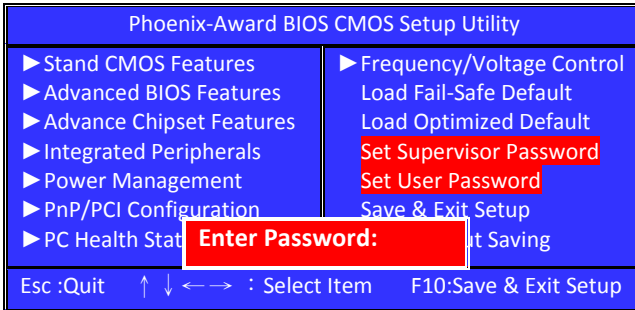 Phoenix-Award BIOS CMOS Setup Utility
►Stand CMOS Features
►Advanced BIOS Features
►Advance Chipset Features
►Integrated Peripherals
►Power Management
►PnP/PCI Configuration
►PC Health Stat
►Frequency/Voltage Control
Load Fail-Safe Default
Load Optimized Default
Set Supervisor Password
Set User Password
Save & Exit Setup
t Saving
Enter Password:
Esc :Quit ↑↓←→ : Select Item F10:Save & Exit Setup